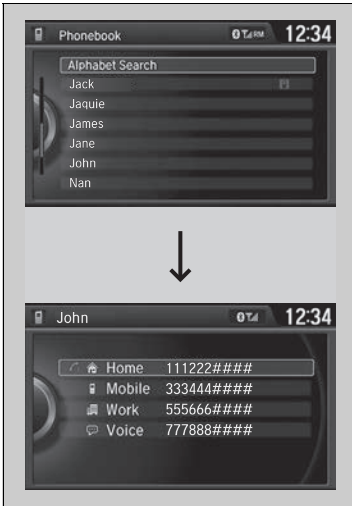 Phonebook RM 12:34
Alphabet Search
Jack
Jaquie
James
Jane
John
Nan
John 12:34
Home 111222####
Mobile 333444####
Work 555666####
Voice 777888####